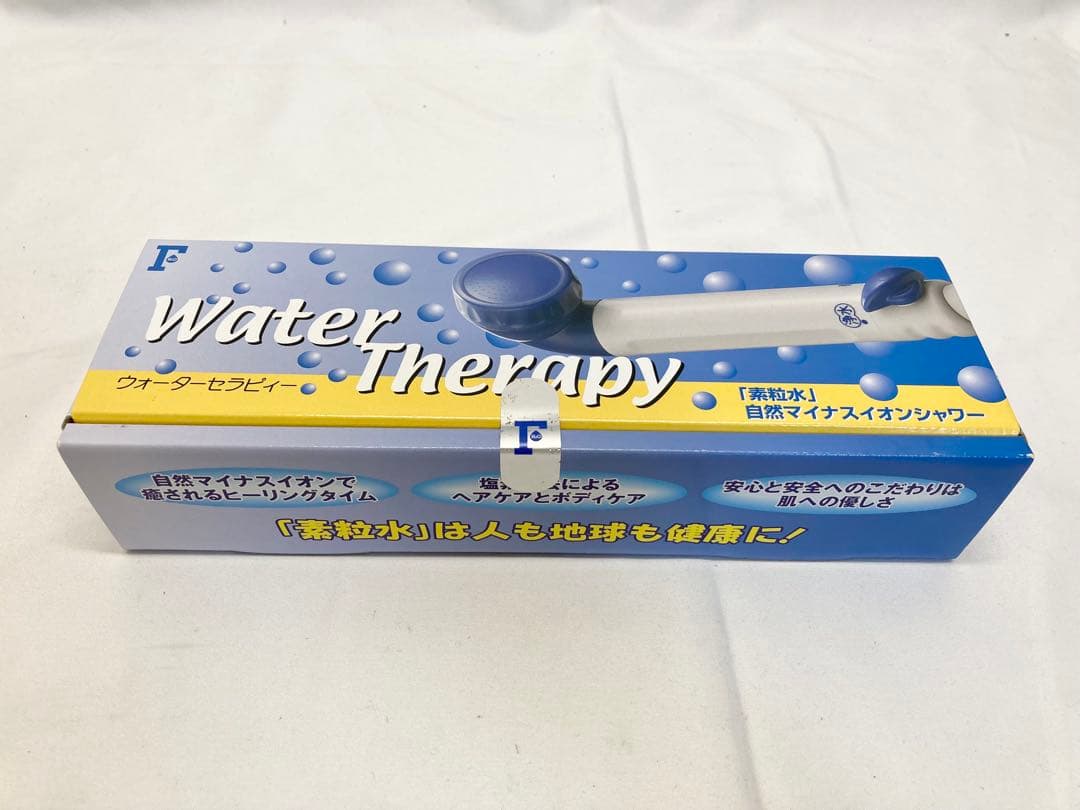 F
Water
Therapy
ウォーターセラピィー
浄水
「素粒水」
自然マイナスイオンシャワー
F
自然マイナスイオンで
癒されるヒーリングタイム
塩 による
ヘアケアとボディケア
安心と安全へのこだわりは
肌への優しさ
「素粒水」は人も地球も健康に!